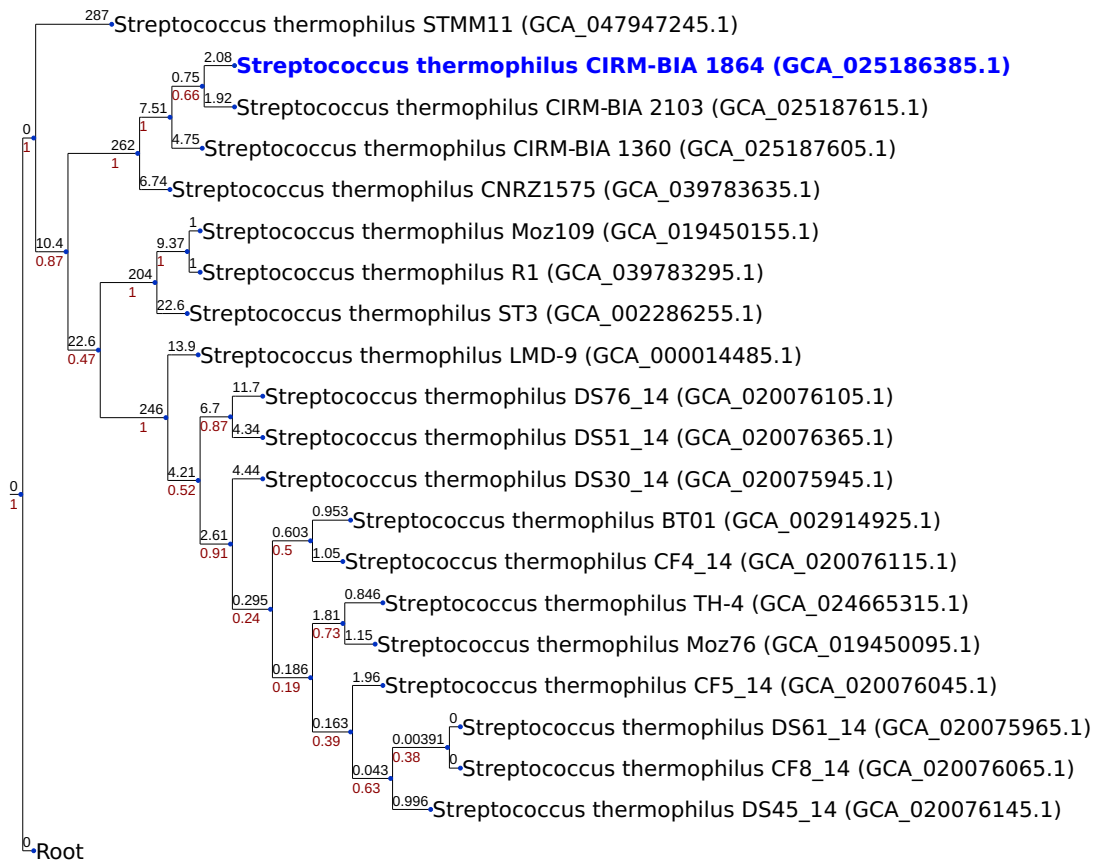 287
Streptococcus thermophilus STMM11 (GCA_047947245.1)
2.08
Streptococcus thermophilus CIRM-BIA 1864 (GCA_025186385.1)
0.75
0.66
1.92
Streptococcus thermophilus CIRM-BIA 2103 (GCA_025187615.1)
7.51
1
0
1
4.75
Streptococcus thermophilus CIRM-BIA 1360 (GCA_025187605.1)
262
1
6.74
Streptococcus thermophilus CNRZ1575 (GCA_039783635.1)
1
Streptococcus thermophilus Moz109 (GCA_019450155.1)
10.4
0.87
9.37
1
1
Streptococcus thermophilus R1 (GCA_039783295.1)
204
1
22.6
Streptococcus thermophilus ST3 (GCA_002286255.1)
22.6
0.47
13.9
Streptococcus thermophilus LMD-9 (GCA_000014485.1)
11.7
Streptococcus thermophilus DS76_14 (GCA_020076105.1)
246
1
6.7
0.87
4.34
Streptococcus thermophilus DS51_14 (GCA_020076365.1)
4.21
0.52
4.44
Streptococcus thermophilus DS30_14 (GCA_020075945.1)
0
1
0.953
Streptococcus thermophilus BT01 (GCA_002914925.1)
2.61
0.91
0.603
0.5
1.05
Streptococcus thermophilus CF4_14 (GCA_020076115.1)
0.295
0.24
0.846
Streptococcus thermophilus TH-4 (GCA_024665315.1)
1.81
0.73
1.15
Streptococcus thermophilus Moz76 (GCA_019450095.1)
0.186
0.19
1.96
Streptococcus thermophilus CF5_14 (GCA_020076045.1)
0.163
0.39
0
Streptococcus thermophilus DS61_14 (GCA_020075965.1)
0.00391
0.38
0
Streptococcus thermophilus CF8_14 (GCA_020076065.1)
0.043
0.63
0.996
Streptococcus thermophilus DS45_14 (GCA_020076145.1)
0
Root